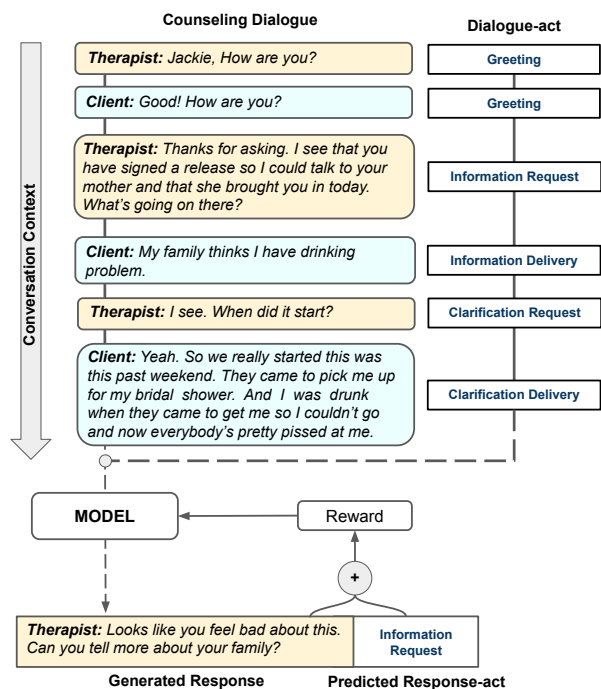 Counseling Dialogue
Dialogue-act
Therapist: Jackie, How are you?
Greeting
Client: Good! How are you?
Greeting
Therapist: Thanks for asking. I see that you
have signed a release so I could talk to your
mother and that she brought you in today.
What's going on there?
Information Request
Client: My family thinks I have drinking
problem.
Information Delivery
Therapist: I see. When did it start?
Clarification Request
Client: Yeah. So we really started this was
this past weekend. They came to pick me up
for my bridal shower. And I was drunk
when they came to get me so I couldn't go
and now everybody's pretty pissed at me.
Clarification Delivery
Conversation Context
MODEL
Reward
+
Therapist: Looks like you feel bad about this.
Can you tell more about your family?
Information
Request
Generated Response
Predicted Response-act